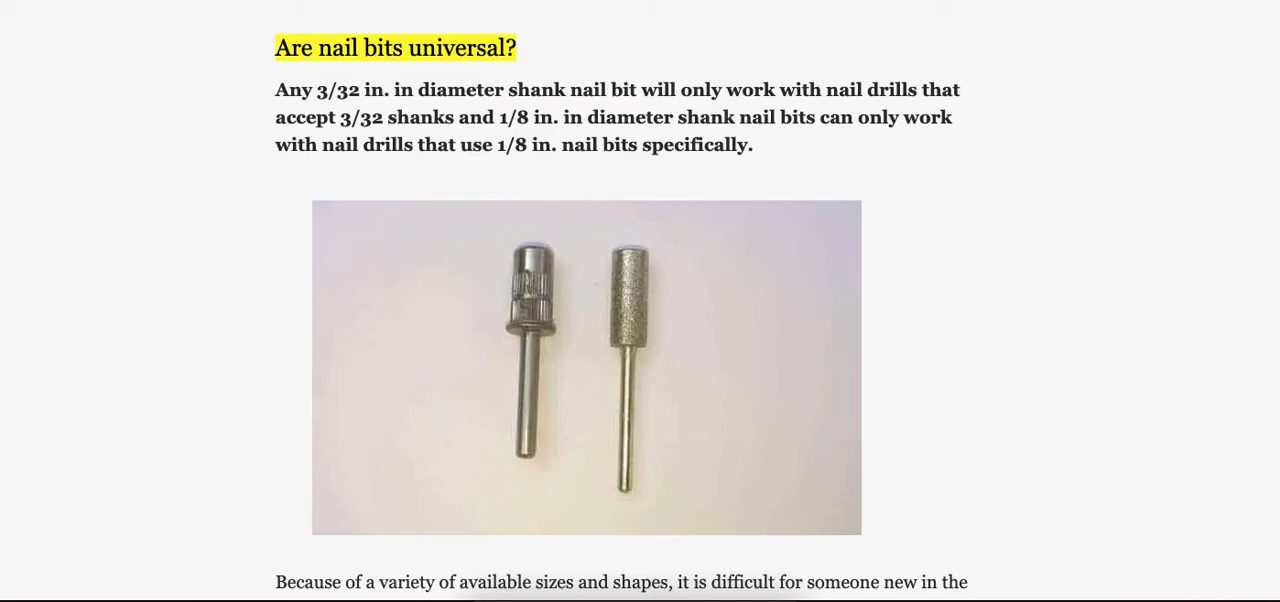 Are nail bits universal?
Any 3/32 in. in diameter shank nail bit will only work with nail drills that
accept 3/32 shanks and 1/8 in. in diameter shank nail bits can only work
with nail drills that use 1/8 in. nail bits specifically.
Because of a variety of available sizes and shapes, it is difficult for someone new in the